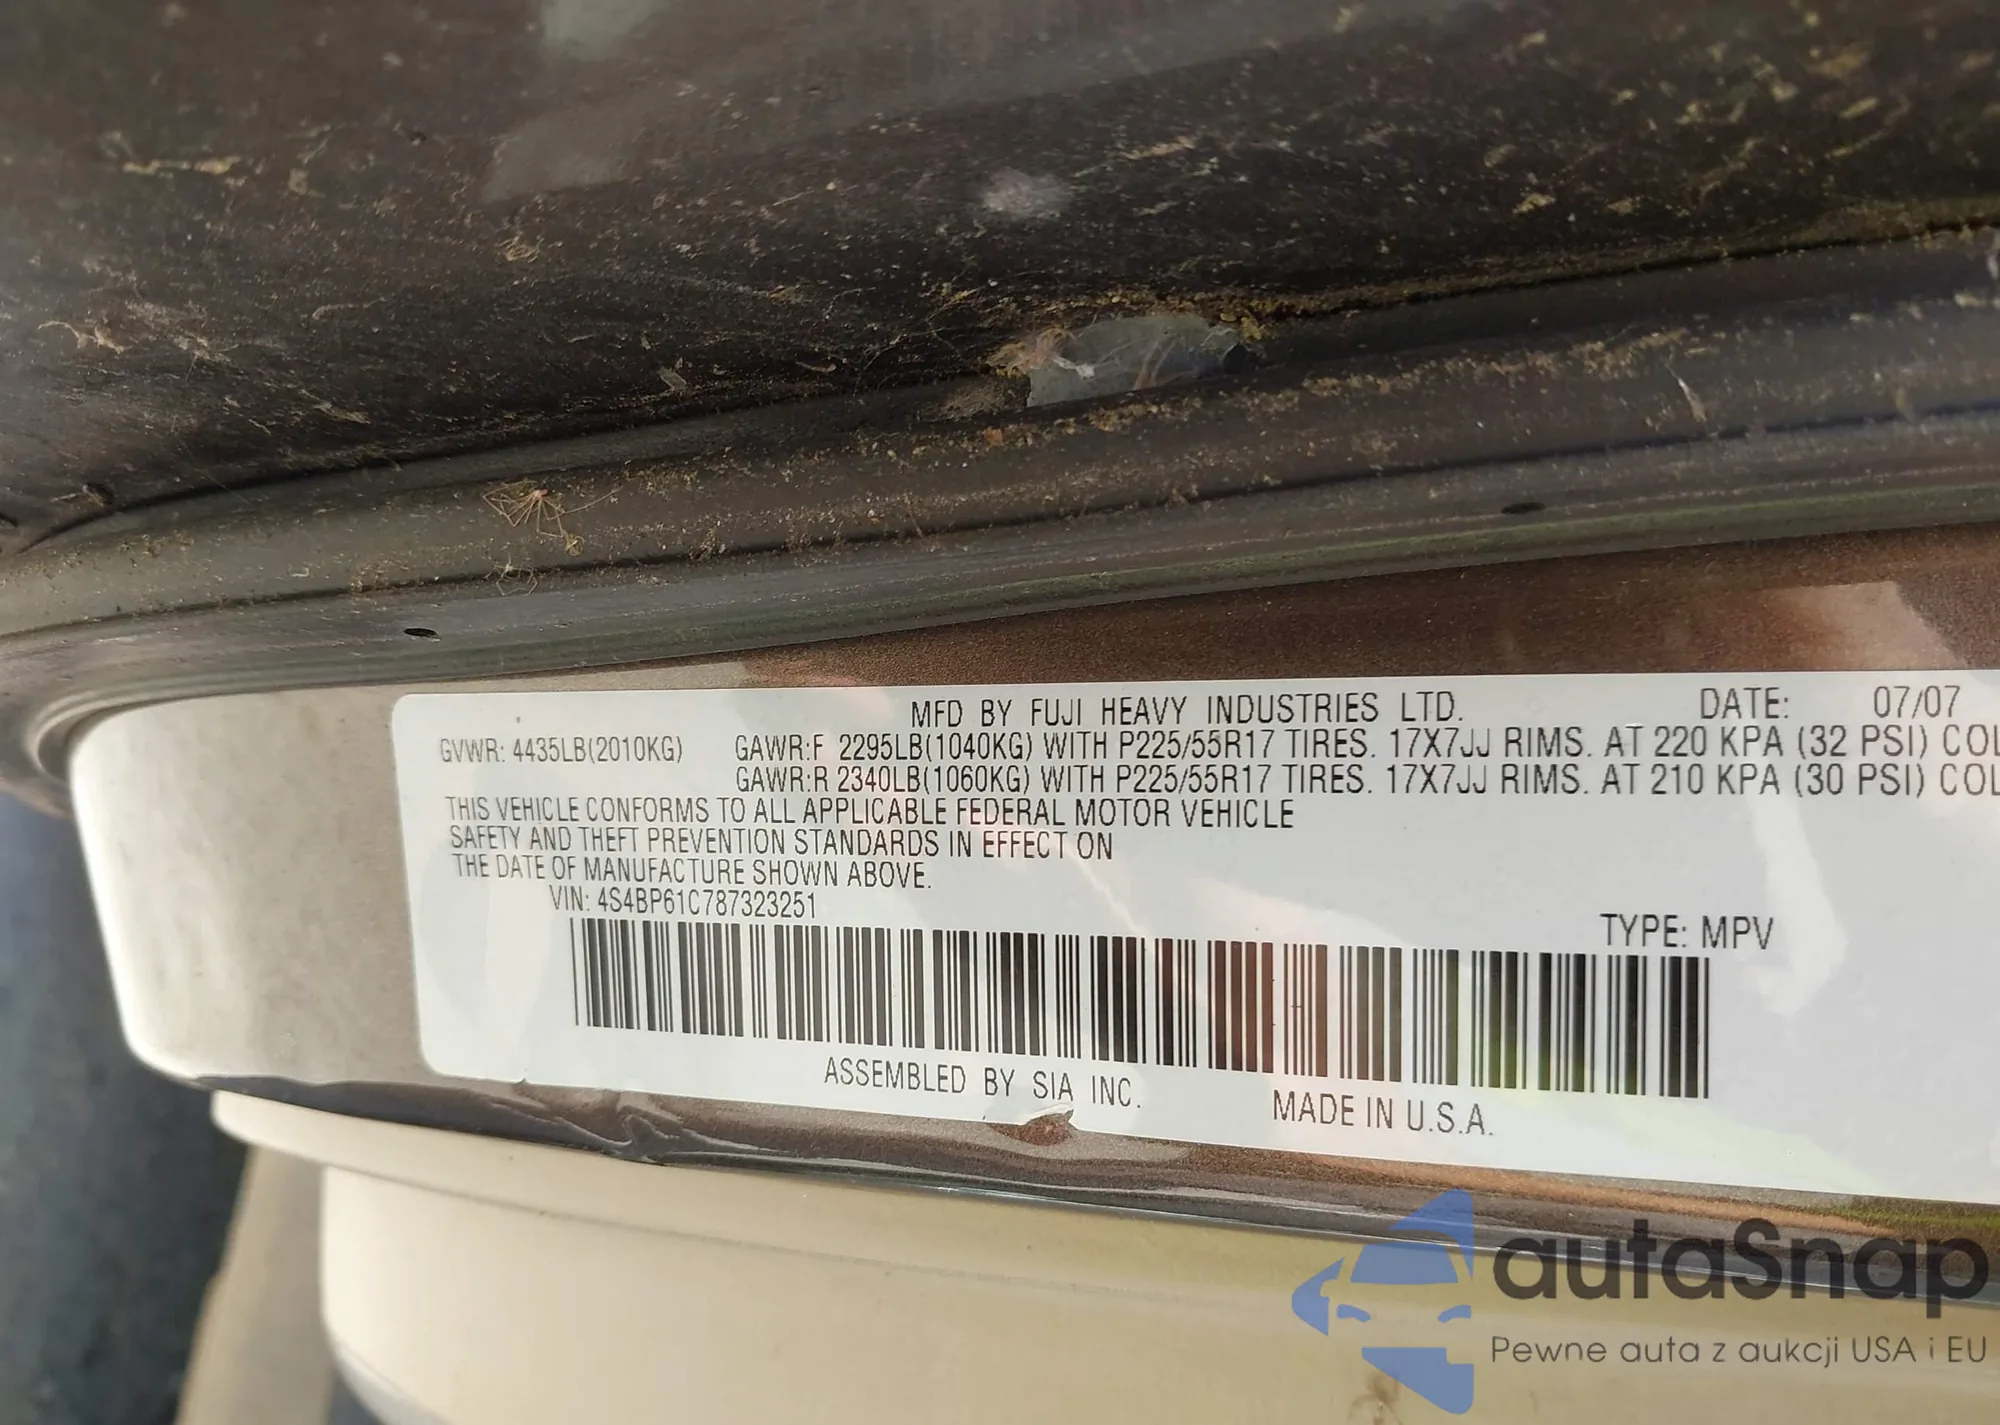 MFD BY FUJI HEAVY INDUSTRIES LTD. DATE: 07/07
GVWR: 4435LB(2010KG) GAWR:F 2295LB(1040KG) WITH P225/55R17 TIRES. 17X7JJ RIMS. AT 220 KPA (32 PSI) COL
GAWR:R 2340LB(1060KG) WITH P225/55R17 TIRES. 17X7JJ RIMS. AT 210 KPA (30 PSI) COL
THIS VEHICLE CONFORMS TO ALL APPLICABLE FEDERAL MOTOR VEHICLE
SAFETY AND THEFT PREVENTION STANDARDS IN EFFECT ON
THE DATE OF MANUFACTURE SHOWN ABOVE.
VIN: 4S4BP61C787323251
TYPE: MPV
ASSEMBLED BY SIA INC. MADE IN U.S.A.
autaSnap
Pewne auta z aukcji USA i EU